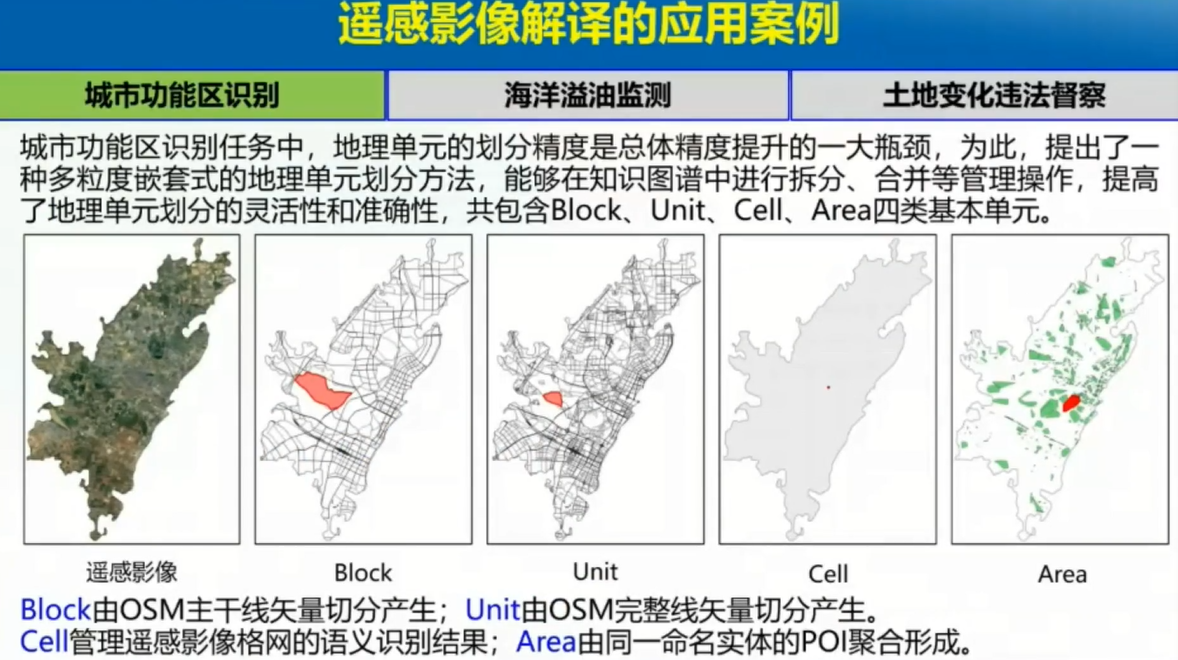 遥感影像解译的应用案例
城市功能区识别
海洋溢油监测
土地变化违法督察
城市功能区识别任务中，地理单元的划分精度是总体精度提升的一大瓶颈，为此，提出了一
种多粒度嵌套式的地理单元划分方法，能够在知识图谱中进行拆分、合并等管理操作，提高
了地理单元划分的灵活性和准确性，共包含Block、Unit、Cell、Area四类基本单元。
遥感影像
Block
Unit
Cell
Area
Block由OSM主干线矢量切分产生；Unit由OSM完整线矢量切分产生。
Cell管理遥感影像格网的语义识别结果；Area由同一命名实体的POI聚合形成。